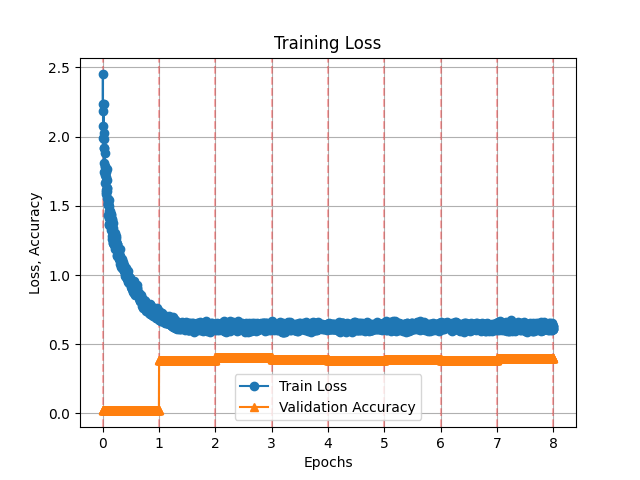 Training Loss
2.5
2.0
1.5
1.0
0.5
0.0
Loss, Accuracy
Train Loss
Validation Accuracy
0 1 2 3 4 5 6 7 8
Epochs